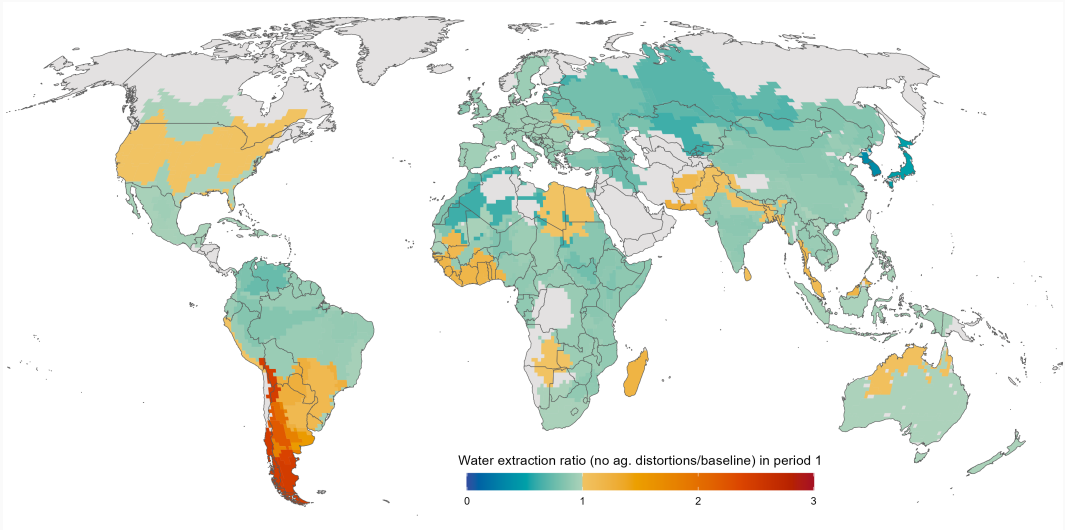 Water extraction ratio (no ag. distortions/baseline) in period 1
0 1 2 3